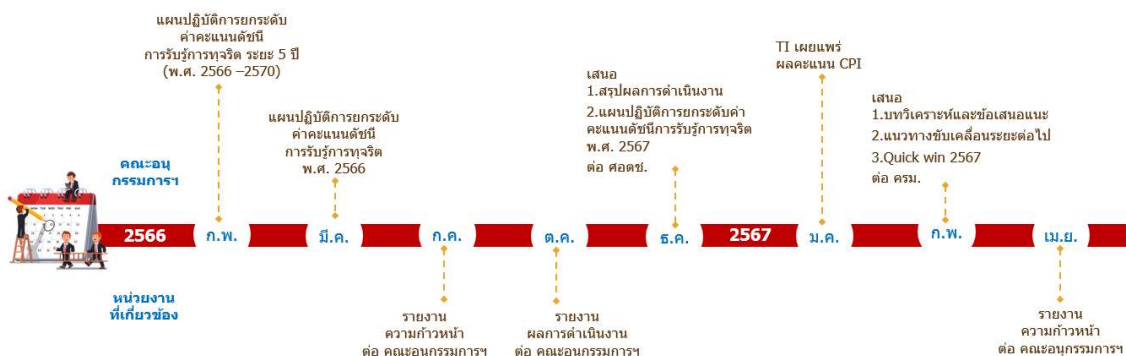 แผนปฏิบัติการยกระดับ
ค่าคะแนนดัชนี
การรับรู้การทุจริต ระยะ 5 ปี
(พ.ศ. 2566 –2570)
แผนปฏิบัติการยกระดับ
ค่าคะแนนดัชนี
การรับรู้การทุจริต
พ.ศ. 2566
เสนอ
1.สรุปผลการดำเนินงาน
2.แผนปฏิบัติการยกระดับค่า
คะแนนดัชนีการรับรู้การทุจริต
พ.ศ. 2567
ต่อ ศอตช.
TI เผยแพร่
ผลคะแนน CPI
เสนอ
1.บทวิเคราะห์และข้อเสนอแนะ
2.แนวทางขับเคลื่อนระยะต่อไป
3.Quick win 2567
ต่อ ครม.
คณะอนุ
กรรมการฯ
2566
ก.พ.
มี.ค.
ก.ค.
ต.ค.
ธ.ค.
2567
ม.ค.
ก.พ.
เม.ย.
หน่วยงาน
ที่เกี่ยวข้อง
รายงาน
ความก้าวหน้า
ต่อ คณะอนุกรรมการฯ
รายงาน
ผลการดำเนินงาน
ต่อ คณะอนุกรรมการฯ
รายงาน
ความก้าวหน้า
ต่อ คณะอนุกรรมการฯ